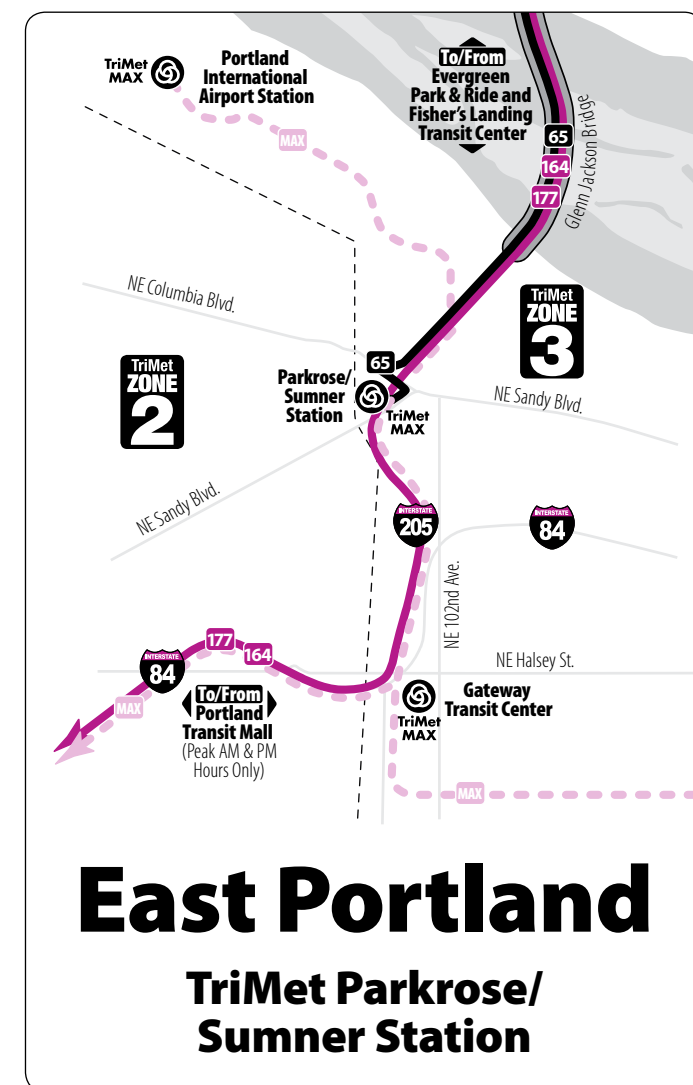 TriMet
MAX
Portland
International
Airport Station
To/From
Evergreen
Park & Ride and
Fisher's Landing
Transit Center
65
164
177
Glenn Jackson Bridge
MAX
NE Columbia Blvd.
TriMet
ZONE
3
TriMet
ZONE
2
65
Parkrose/
Sumner
Station
TriMet
MAX
NE Sandy Blvd.
NE Sandy Blvd.
INTERSTATE
205
INTERSTATE
84
NE 102nd Ave.
177
164
INTERSTATE
84
NE Halsey St.
MAX
To/From
Portland
Transit Mall
(Peak AM & PM
Hours Only)
TriMet
MAX
Gateway
Transit Center
MAX
East Portland
TriMet Parkrose/
Sumner Station